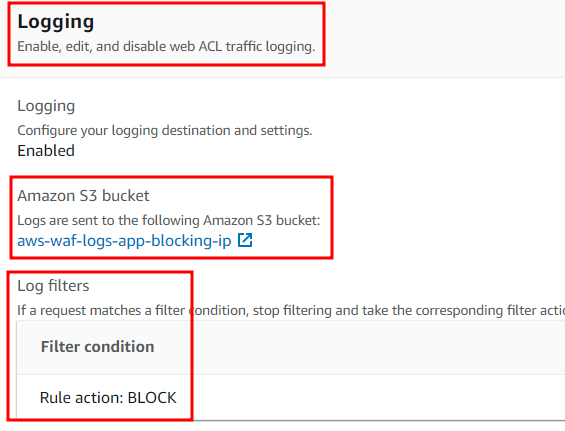 Logging
Enable, edit, and disable web ACL traffic logging.
Logging
Configure your logging destination and settings.
Enabled
Amazon S3 bucket
Logs are sent to the following Amazon S3 bucket:
aws-waf-logs-app-blocking-ip
Log filters
If a request matches a filter condition, stop filtering and take the corresponding filter
Filter condition
Rule action: BLOCK